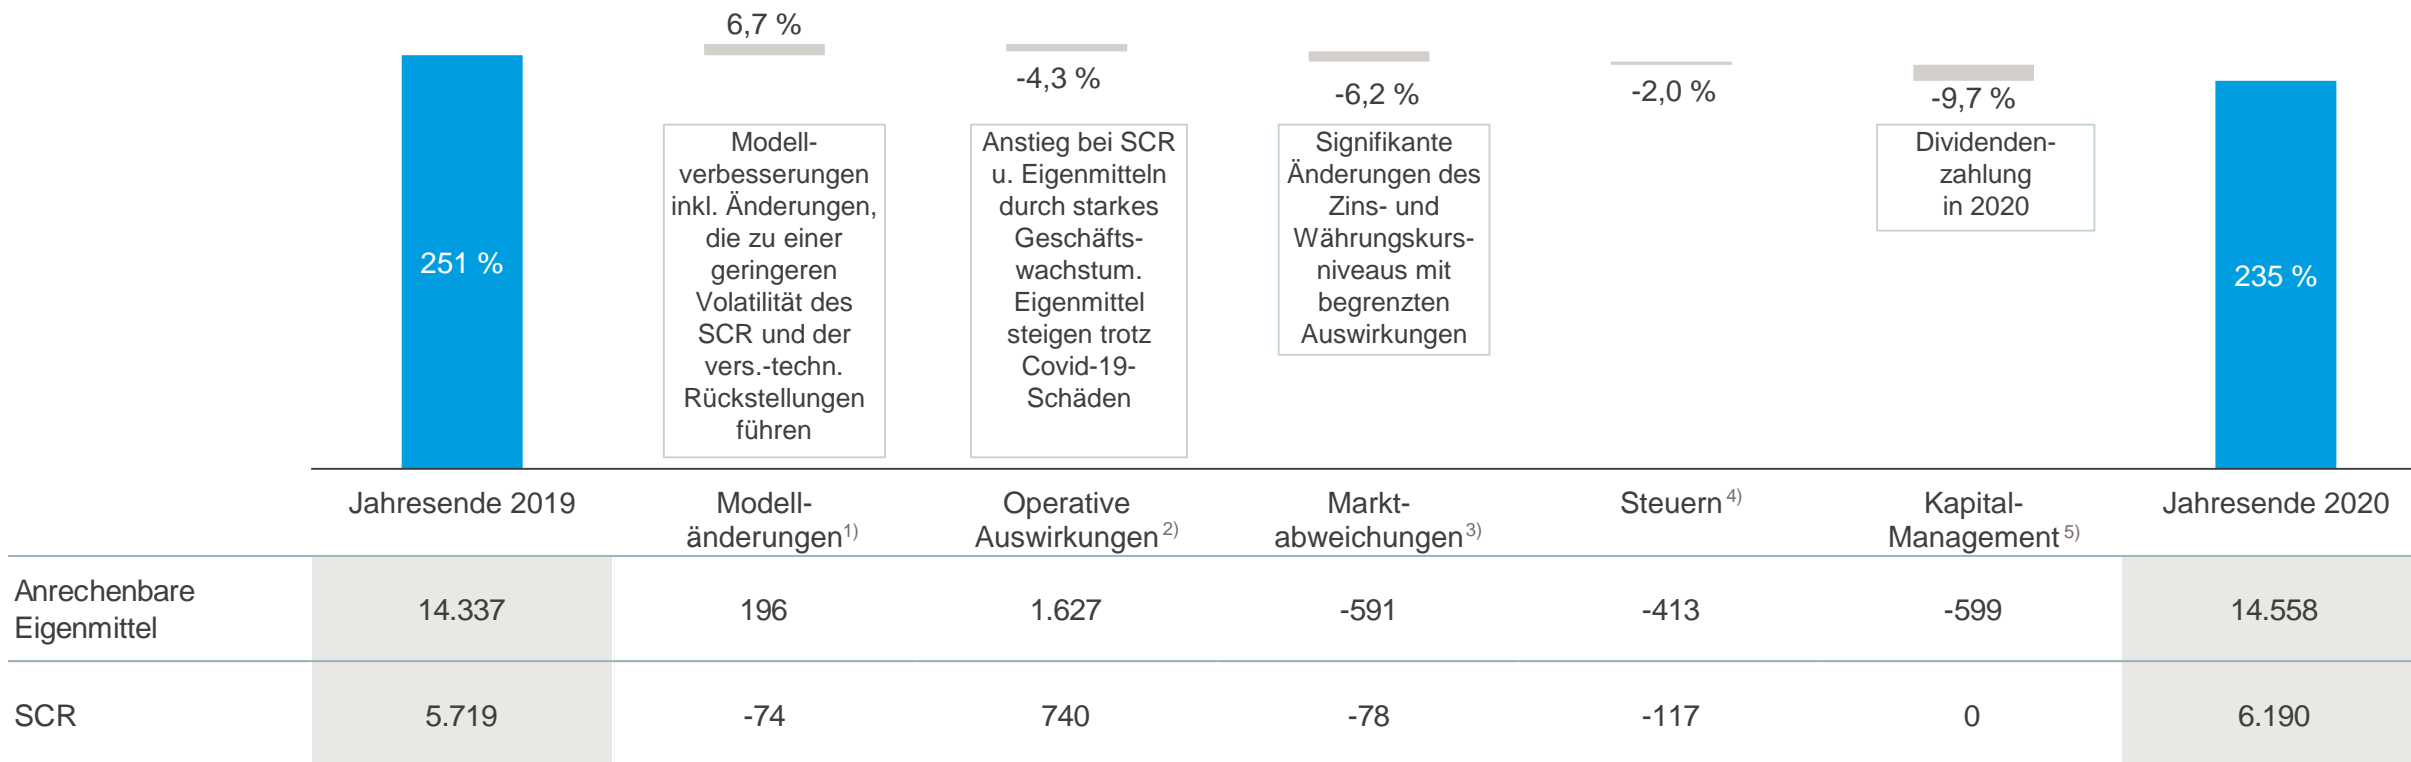 6,7 %
-4,3 %
-6,2 %
-2,0 %
-9,7 %
251 %
Modell-
verbesserungen
inkl. Änderungen,
die zu einer
geringeren
Volatilität des
SCR und der
vers.-techn.
Rückstellungen
führen
Anstieg bei SCR
u. Eigenmitteln
durch starkes
Geschäfts-
wachstum.
Eigenmittel
steigen trotz
Covid-19-
Schäden
Signifikante
Änderungen des
Zins- und
Währungskurs-
niveaus mit
begrenzten
Auswirkungen
Dividenden-
zahlung
in 2020
235 %
Jahresende 2019
Modell-
änderungen1)
Operative
Auswirkungen2)
Markt-
abweichungen3)
Steuern4)
Kapital-
Management5)
Jahresende 2020
Anrechenbare
Eigenmittel
14.337 196 1.627 -591 -413 -599 14.558
SCR 5.719 -74 740 -78 -117 0 6.190